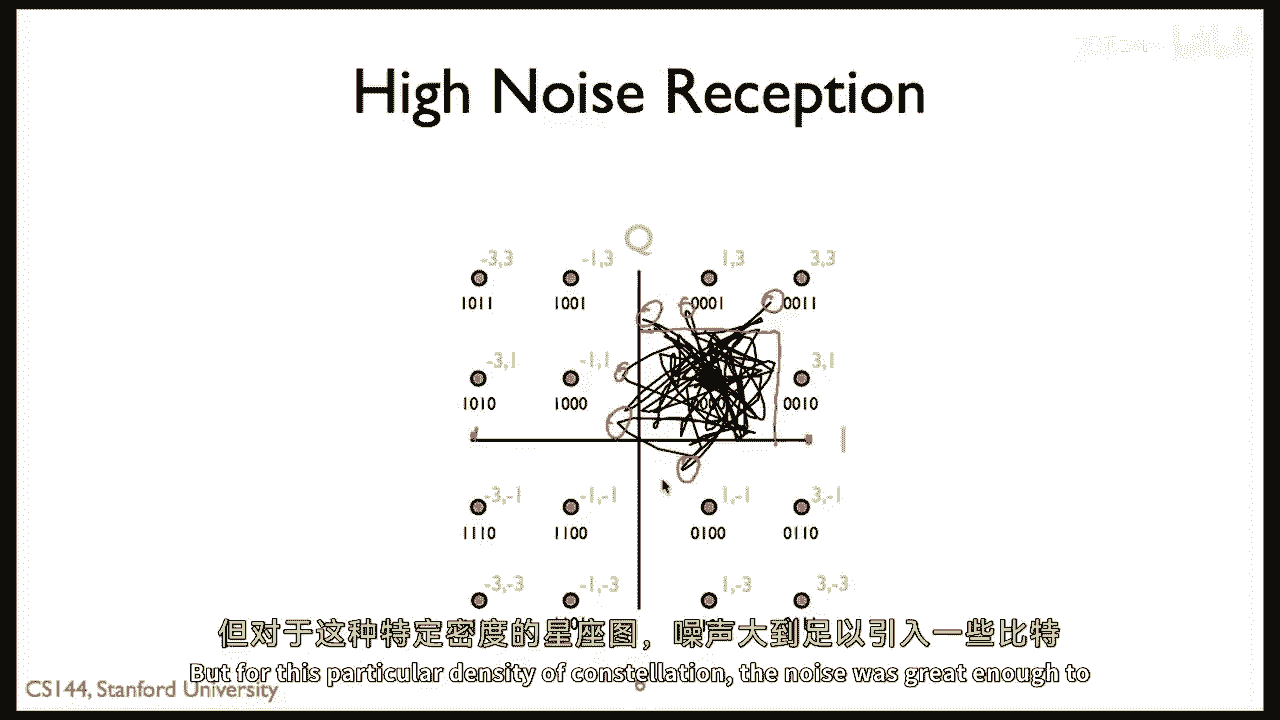 High Noise Reception
Q
-3,3 -1,3 1,3 3,3
1011 1001 0001 0011
-3,1 -1,1 3,1
1010 1000 0010
I
-3,-1 -1,-1 1,-1 3,-1
1110 1100 0100 0110
-3,-3 -1,-3 1,-3 3,-3
但对于这种特定密度的星座图，噪声大到足以引入一些比特
But for this particular density of constellation, the noise was great enough to
CS144, Stanford University